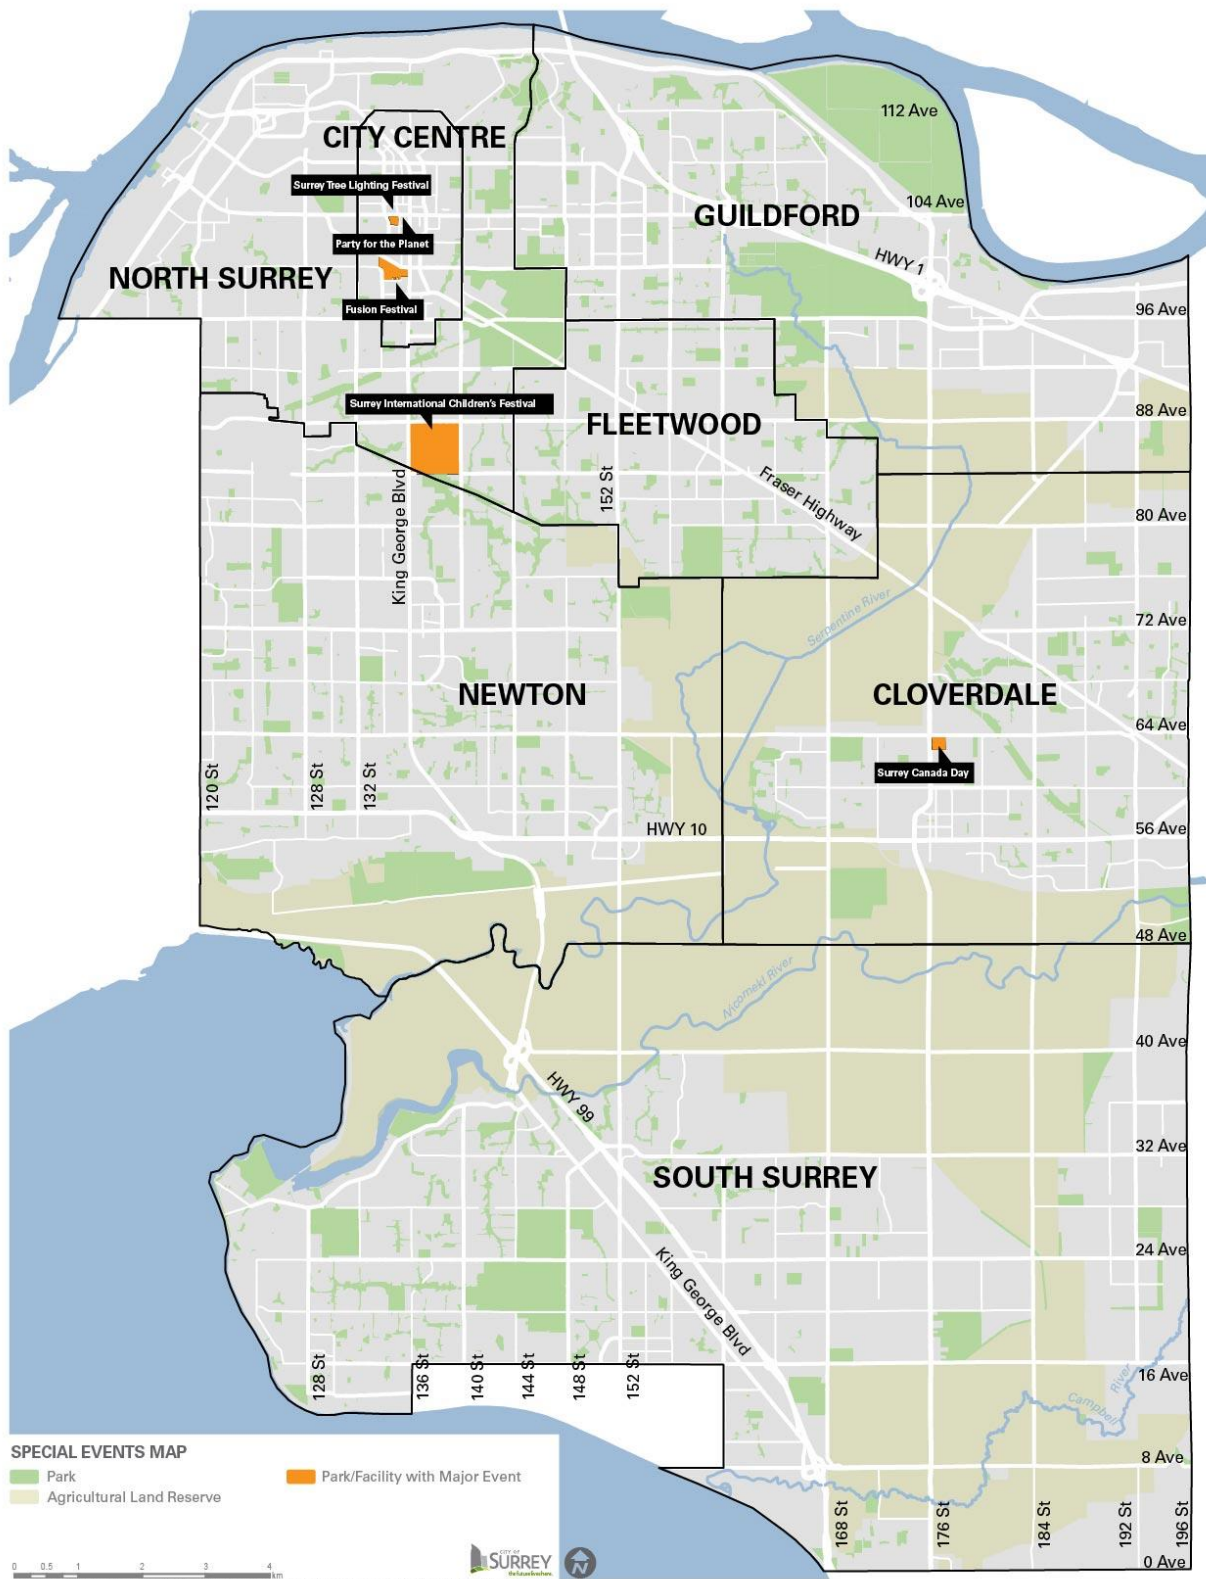 112 Ave
CITY CENTRE
Surrey Tree Lighting Festival
104 Ave
GUILDFORD
Party for the Planet
HWY 1
NORTH SURREY
Fusion Festival
96 Ave
Surrey International Children's Festival
88 Ave
FLEETWOOD
King George Blvd
152 St
Fraser Highway
80 Ave
Serpentine River
72 Ave
NEWTON
CLOVERDALE
64 Ave
Surrey Canada Day
120 St
128 St
132 St
HWY 10
56 Ave
48 Ave
Nicomekl River
40 Ave
HWY 99
32 Ave
SOUTH SURREY
24 Ave
King George Blvd
128 St
136 St
140 St
144 St
148 St
152 St
16 Ave
Campbell River
8 Ave
168 St
176 St
184 St
192 St
196 St
0 Ave
SPECIAL EVENTS MAP
Park
Park/Facility with Major Event
Agricultural Land Reserve
0 0.5 1 2 3 4
km
CITY OF
SURREY
the future lives here.
N